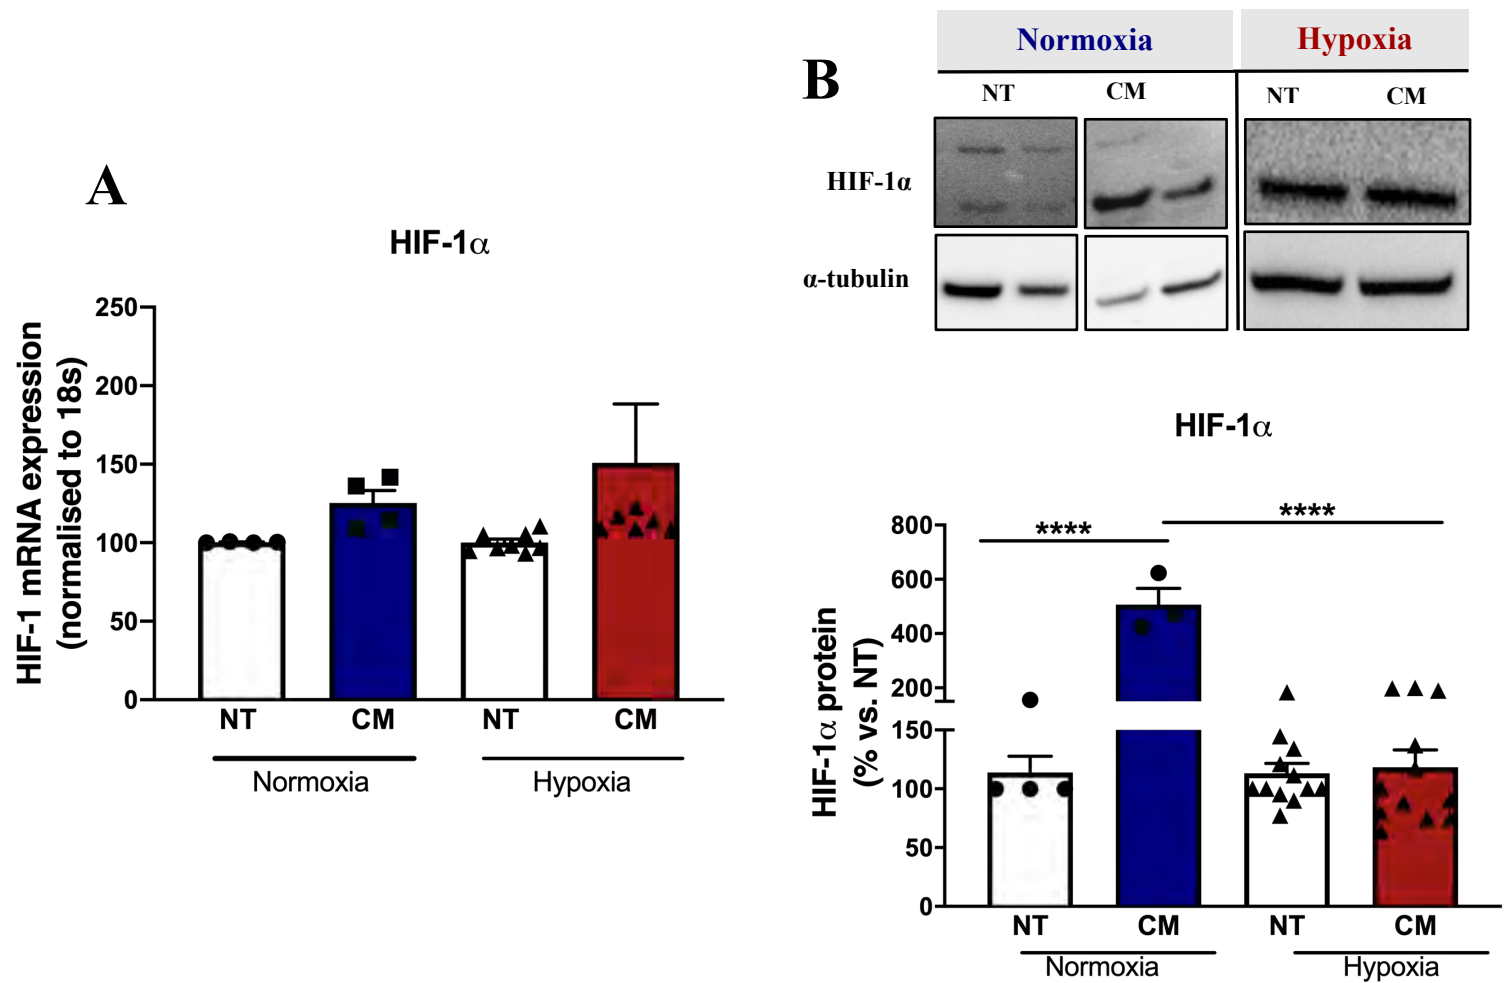 A
HIF-1α
HIF-1 mRNA expression
(normalised to 18s)
250
200
150
100
50
0
NT
CM
NT
CM
Normoxia
Hypoxia
B
Normoxia
Hypoxia
NT
CM
NT
CM
HIF-1α
α-tubulin
HIF-1α
HIF-1α protein
(% vs. NT)
800
600
400
200
150
100
50
0
****
****
NT
CM
NT
CM
Normoxia
Hypoxia